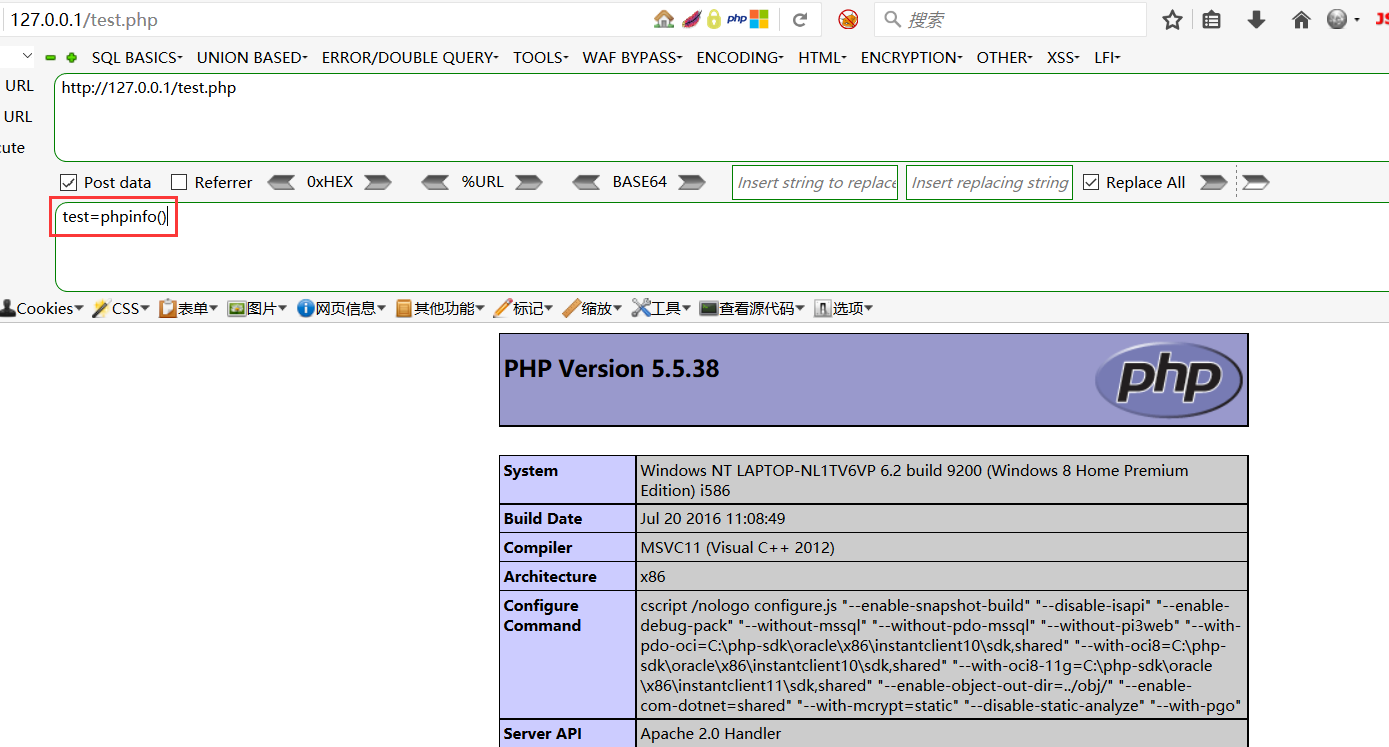 127.0.0.1/test.php php 搜索 JS
SQL BASICS UNION BASED ERROR/DOUBLE QUERY TOOLS WAF BYPASS ENCODING HTML ENCRYPTION OTHER XSS LFI
URL http://127.0.0.1/test.php
URL
cute
Post data Referrer 0xHEX %URL BASE64 Insert string to replace Insert replacing string Replace All
test=phpinfo()
Cookies CSS 表单 图片 网页信息 其他功能 标记 缩放 工具 查看源代码 选项
PHP Version 5.5.38 php
System Windows NT LAPTOP-NL1TV6VP 6.2 build 9200 (Windows 8 Home Premium
Edition) i586
Build Date Jul 20 2016 11:08:49
Compiler MSVC11 (Visual C++ 2012)
Architecture x86
Configure cscript /nologo configure.js "--enable-snapshot-build" "--disable-isapi" "--enable-
Command debug-pack" "--without-mssql" "--without-pdo-mssql" "--without-pi3web" "--with-
pdo-oci=C:\php-sdk\oracle\x86\instantclient10\sdk,shared" "--with-oci8=C:\php-
sdk\oracle\x86\instantclient10\sdk,shared" "--with-oci8-11g=C:\php-sdk\oracle
\x86\instantclient11\sdk,shared" "--enable-object-out-dir=../obj/" "--enable-
com-dotnet=shared" "--with-mcrypt=static" "--disable-static-analyze" "--with-pgo"
Server API Apache 2.0 Handler